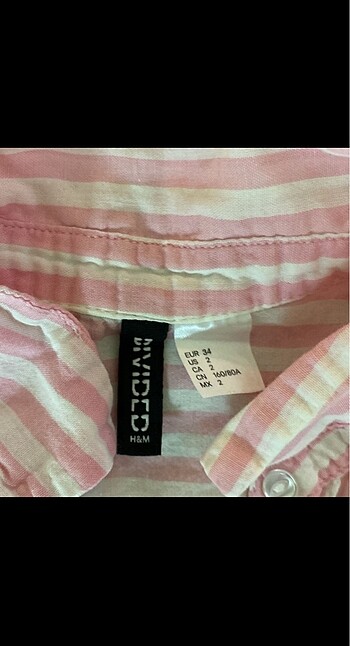 DIVIDED
H&M
EUR 34
US 2
CA 2
CN 160/80A
MX 2